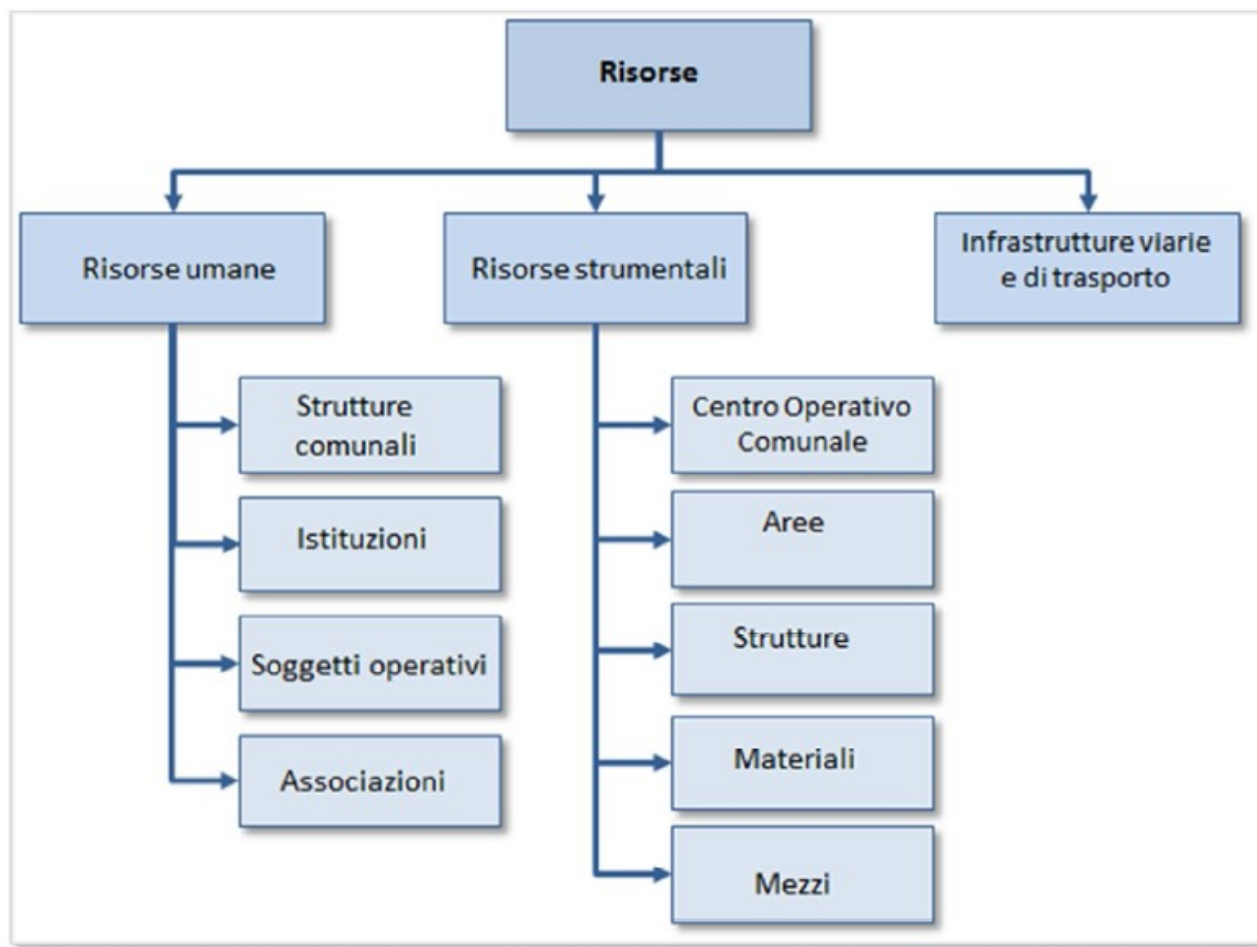 Risorse
Risorse umane
Risorse strumentali
Infrastrutture viarie
e di trasporto
Strutture
comunali
Istituzioni
Soggetti operativi
Associazioni
Centro Operativo
Comunale
Aree
Strutture
Materiali
Mezzi